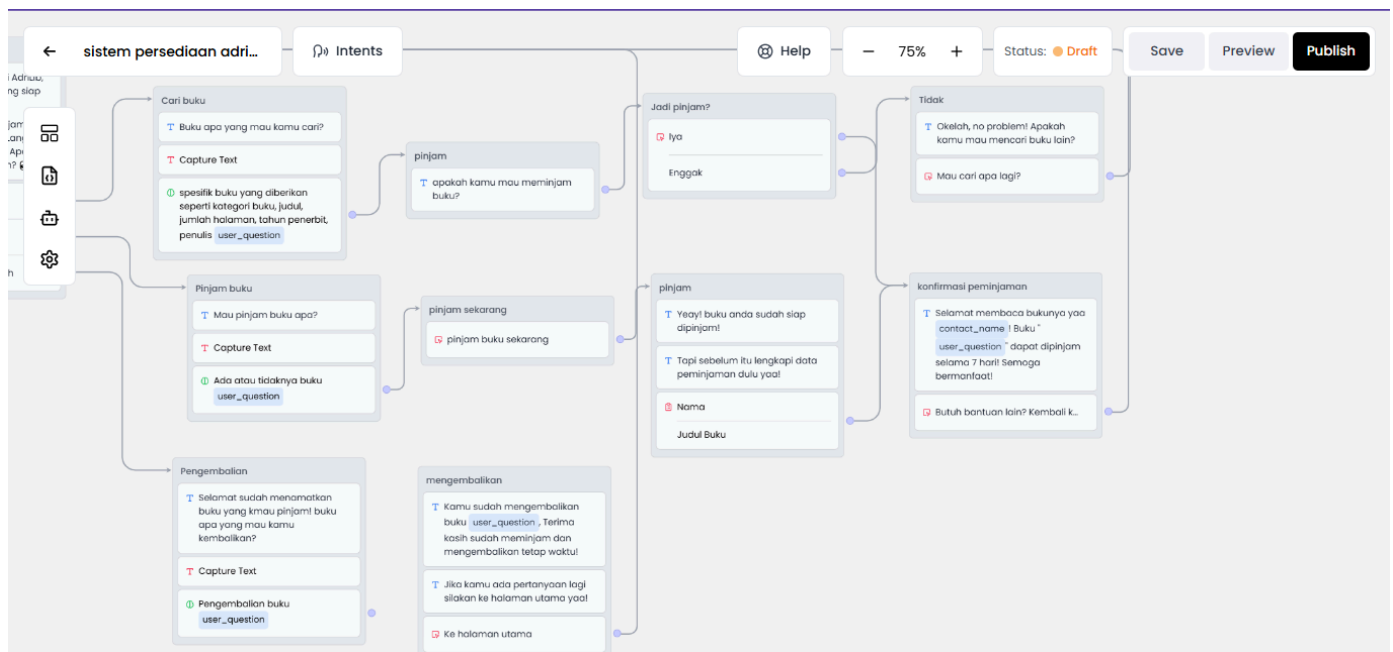 sistem persediaan adri...
Intents
Help
75%
Status: Draft
Save
Preview
Publish
ng siap
h
Cari buku
Buku apa yang mau kamu cari?
Capture Text
spesifik buku yang diberikan
seperti kategori buku, judul,
jumlah halaman, tahun penerbit,
penulis user_question
pinjam
apakah kamu mau meminjam
buku?
Jadi pinjam?
Iya
Enggak
Tidak
Okelah, no problem! Apakah
kamu mau mencari buku lain?
Mau cari apa lagi?
Pinjam buku
Mau pinjam buku apa?
Capture Text
Ada atau tidaknya buku
user_question
pinjam sekarang
pinjam buku sekarang
pinjam
Yeay! buku anda sudah siap
dipinjam!
Tapi sebelum itu lengkapi data
peminjaman dulu yaa!
Nama
Judul Buku
konfirmasi peminjaman
Selamat membaca bukunya yaa
contact_name ! Buku "
user_question " dapat dipinjam
selama 7 hari! Semoga
bermanfaat!
Butuh bantuan lain? Kembali k...
Pengembalian
Selamat sudah menamatkan
buku yang kmau pinjam! buku
apa yang mau kamu
kembalikan?
Capture Text
Pengembalian buku
user_question
mengembalikan
Kamu sudah mengembalikan
buku user_question , Terima
kasih sudah meminjam dan
mengembalikan tetap waktu!
Jika kamu ada pertanyaan lagi
silakan ke halaman utama yaa!
Ke halaman utama